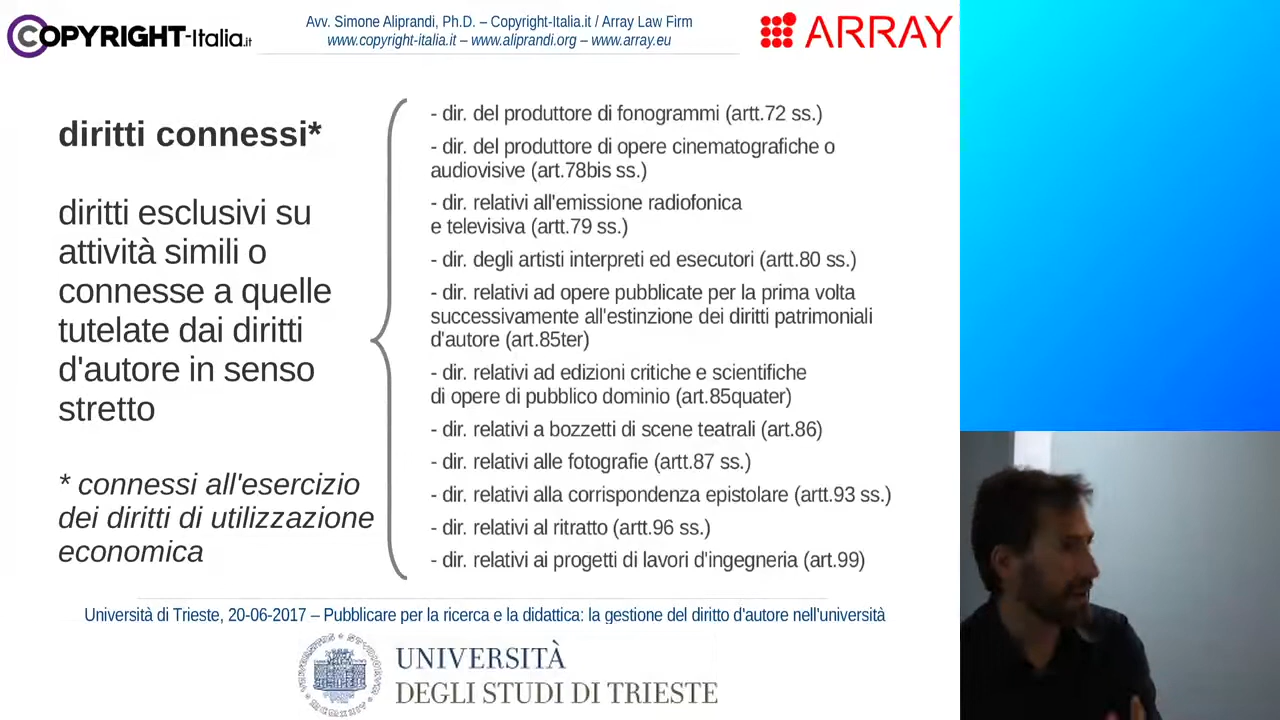 COPYRIGHT-Italia.it
Avv. Simone Aliprandi, Ph.D. – Copyright-Italia.it / Array Law Firm
www.copyright-italia.it – www.aliprandi.org – www.array.eu
ARRAY
diritti connessi*
diritti esclusivi su
attività simili o
connesse a quelle
tutelate dai diritti
d'autore in senso
stretto
* connessi all'esercizio
dei diritti di utilizzazione
economica
- dir. del produttore di fonogrammi (artt.72 ss.)
- dir. del produttore di opere cinematografiche o
audiovisive (art.78bis ss.)
- dir. relativi all'emissione radiofonica
e televisiva (artt.79 ss.)
- dir. degli artisti interpreti ed esecutori (artt.80 ss.)
- dir. relativi ad opere pubblicate per la prima volta
successivamente all'estinzione dei diritti patrimoniali
d'autore (art.85ter)
- dir. relativi ad edizioni critiche e scientifiche
di opere di pubblico dominio (art.85quater)
- dir. relativi a bozzetti di scene teatrali (art.86)
- dir. relativi alle fotografie (artt.87 ss.)
- dir. relativi alla corrispondenza epistolare (artt.93 ss.)
- dir. relativi al ritratto (artt.96 ss.)
- dir. relativi ai progetti di lavori d'ingegneria (art.99)
Università di Trieste, 20-06-2017 – Pubblicare per la ricerca e la didattica: la gestione del diritto d'autore nell'università
UNIVERSITÀ
DEGLI STUDI DI TRIESTE